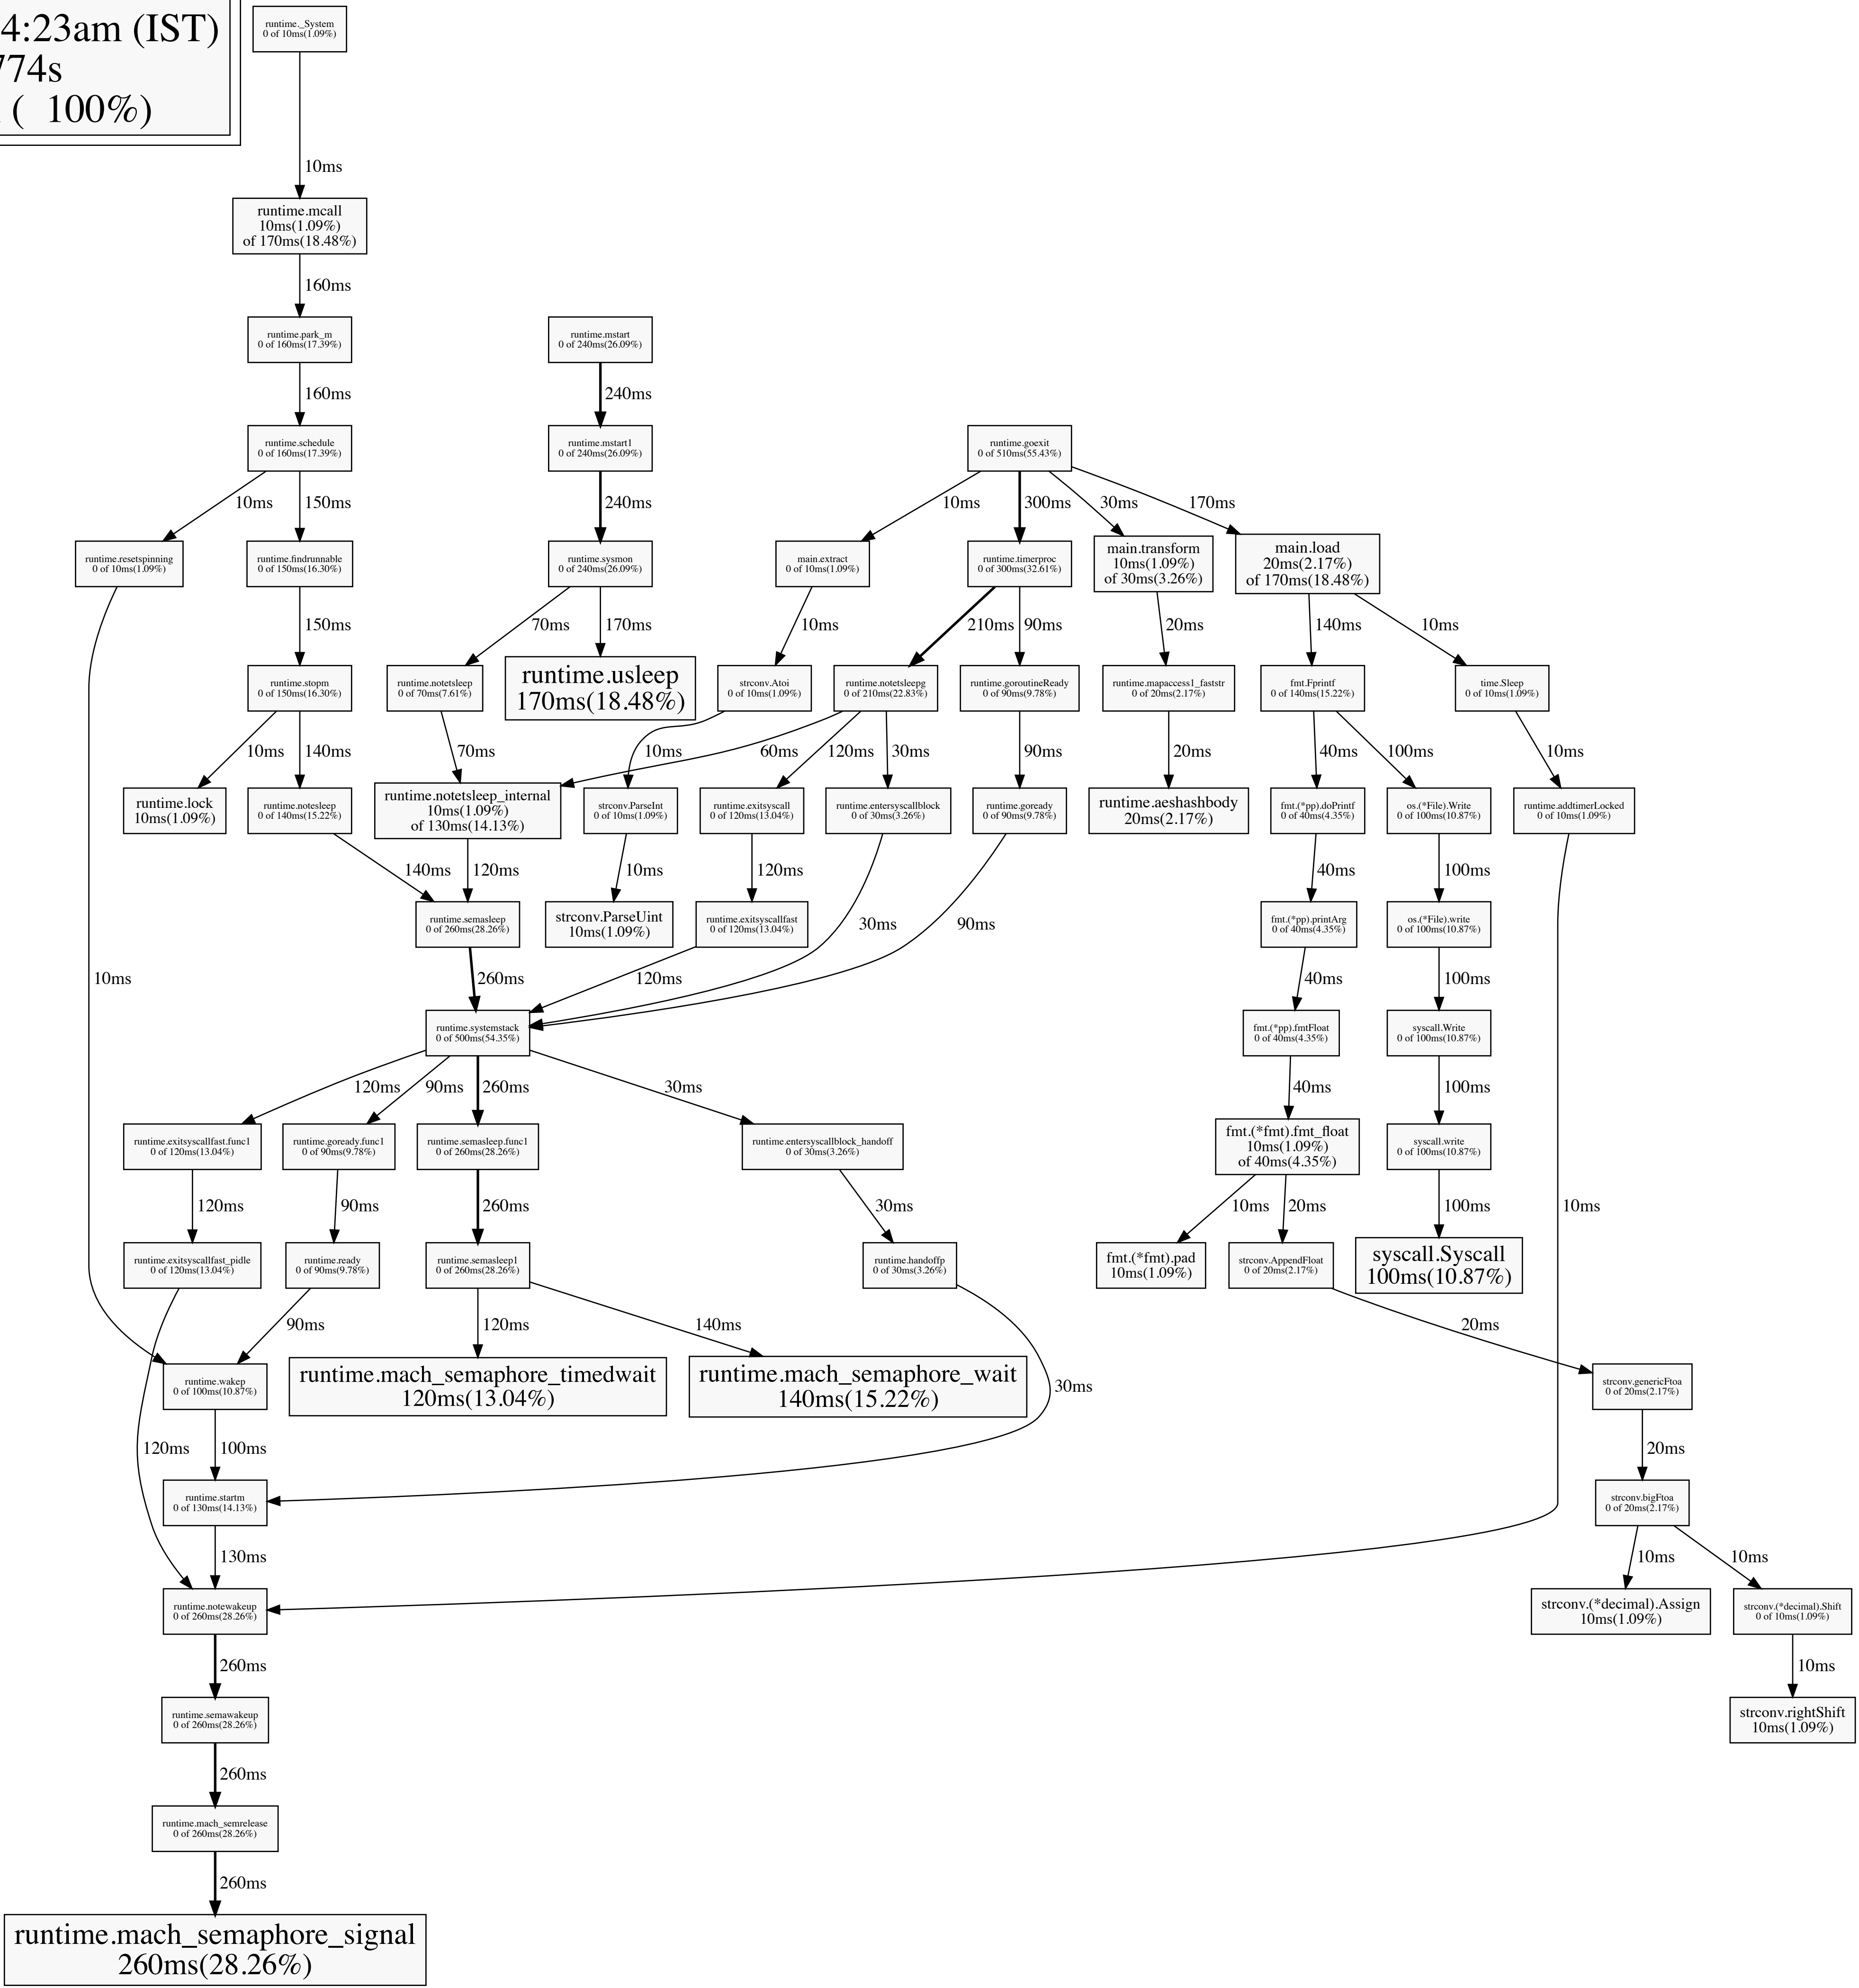 4:23am (IST)
774s
( 100%)
runtime._System
0 of 10ms(1.09%)
10ms
runtime.mcall
10ms(1.09%)
of 170ms(18.48%)
160ms
runtime.park_m
0 of 160ms(17.39%)
runtime.mstart
0 of 240ms(26.09%)
160ms
240ms
runtime.schedule
0 of 160ms(17.39%)
runtime.mstart1
0 of 240ms(26.09%)
runtime.goexit
0 of 510ms(55.43%)
10ms
150ms
240ms
10ms
300ms
30ms
170ms
runtime.resetspinning
0 of 10ms(1.09%)
runtime.findrunnable
0 of 150ms(16.30%)
runtime.sysmon
0 of 240ms(26.09%)
main.extract
0 of 10ms(1.09%)
runtime.timerproc
0 of 300ms(32.61%)
main.transform
10ms(1.09%)
of 30ms(3.26%)
main.load
20ms(2.17%)
of 170ms(18.48%)
150ms
70ms
170ms
10ms
210ms
90ms
20ms
140ms
10ms
runtime.stopm
0 of 150ms(16.30%)
runtime.notetsleep
0 of 70ms(7.61%)
runtime.usleep
170ms(18.48%)
strconv.Atoi
0 of 10ms(1.09%)
runtime.notetsleepg
0 of 210ms(22.83%)
runtime.goroutineReady
0 of 90ms(9.78%)
runtime.mapaccess1_faststr
0 of 20ms(2.17%)
fmt.Fprintf
0 of 140ms(15.22%)
time.Sleep
0 of 10ms(1.09%)
10ms
140ms
70ms
10ms
60ms
120ms
30ms
90ms
20ms
40ms
100ms
10ms
runtime.lock
10ms(1.09%)
runtime.notesleep
0 of 140ms(15.22%)
runtime.notetsleep_internal
10ms(1.09%)
of 130ms(14.13%)
strconv.ParseInt
0 of 10ms(1.09%)
runtime.exitsyscall
0 of 120ms(13.04%)
runtime.entersyscallblock
0 of 30ms(3.26%)
runtime.goready
0 of 90ms(9.78%)
runtime.aeshashbody
20ms(2.17%)
fmt.(*pp).doPrintf
0 of 40ms(4.35%)
os.(*File).Write
0 of 100ms(10.87%)
runtime.addtimerLocked
0 of 10ms(1.09%)
140ms
120ms
10ms
120ms
40ms
100ms
runtime.semasleep
0 of 260ms(28.26%)
strconv.ParseUint
10ms(1.09%)
runtime.exitsyscallfast
0 of 120ms(13.04%)
30ms
90ms
fmt.(*pp).printArg
0 of 40ms(4.35%)
os.(*File).write
0 of 100ms(10.87%)
10ms
260ms
120ms
40ms
100ms
runtime.systemstack
0 of 500ms(54.35%)
fmt.(*pp).fmtFloat
0 of 40ms(4.35%)
syscall.Write
0 of 100ms(10.87%)
120ms
90ms
260ms
30ms
40ms
100ms
runtime.exitsyscallfast.func1
0 of 120ms(13.04%)
runtime.goready.func1
0 of 90ms(9.78%)
runtime.semasleep.func1
0 of 260ms(28.26%)
runtime.entersyscallblock_handoff
0 of 30ms(3.26%)
fmt.(*fmt).fmt_float
10ms(1.09%)
of 40ms(4.35%)
syscall.write
0 of 100ms(10.87%)
120ms
90ms
260ms
30ms
10ms
20ms
100ms
10ms
runtime.exitsyscallfast_pidle
0 of 120ms(13.04%)
runtime.ready
0 of 90ms(9.78%)
runtime.semasleep1
0 of 260ms(28.26%)
runtime.handoffp
0 of 30ms(3.26%)
fmt.(*fmt).pad
10ms(1.09%)
strconv.AppendFloat
0 of 20ms(2.17%)
syscall.Syscall
100ms(10.87%)
90ms
120ms
140ms
20ms
runtime.wakep
0 of 100ms(10.87%)
runtime.mach_semaphore_timedwait
120ms(13.04%)
runtime.mach_semaphore_wait
140ms(15.22%)
30ms
strconv.genericFtoa
0 of 20ms(2.17%)
120ms
100ms
20ms
runtime.startm
0 of 130ms(14.13%)
strconv.bigFtoa
0 of 20ms(2.17%)
130ms
10ms
10ms
runtime.notewakeup
0 of 260ms(28.26%)
strconv.(*decimal).Assign
10ms(1.09%)
strconv.(*decimal).Shift
0 of 10ms(1.09%)
260ms
10ms
runtime.semawakeup
0 of 260ms(28.26%)
strconv.rightShift
10ms(1.09%)
260ms
runtime.mach_semrelease
0 of 260ms(28.26%)
260ms
runtime.mach_semaphore_signal
260ms(28.26%)